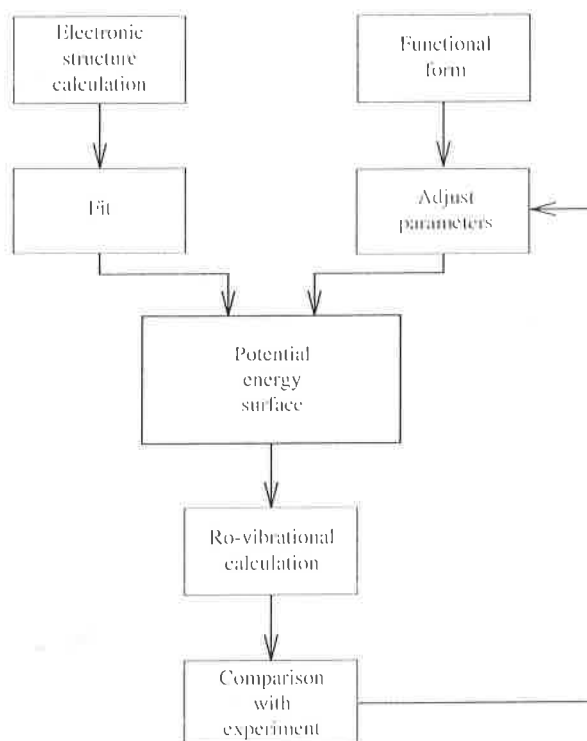 Electronic
structure
calculation
Functional
form
Fit
Adjust
parameters
Potential
energy
surface
Ro-vibrational
calculation
Comparison
with
experiment